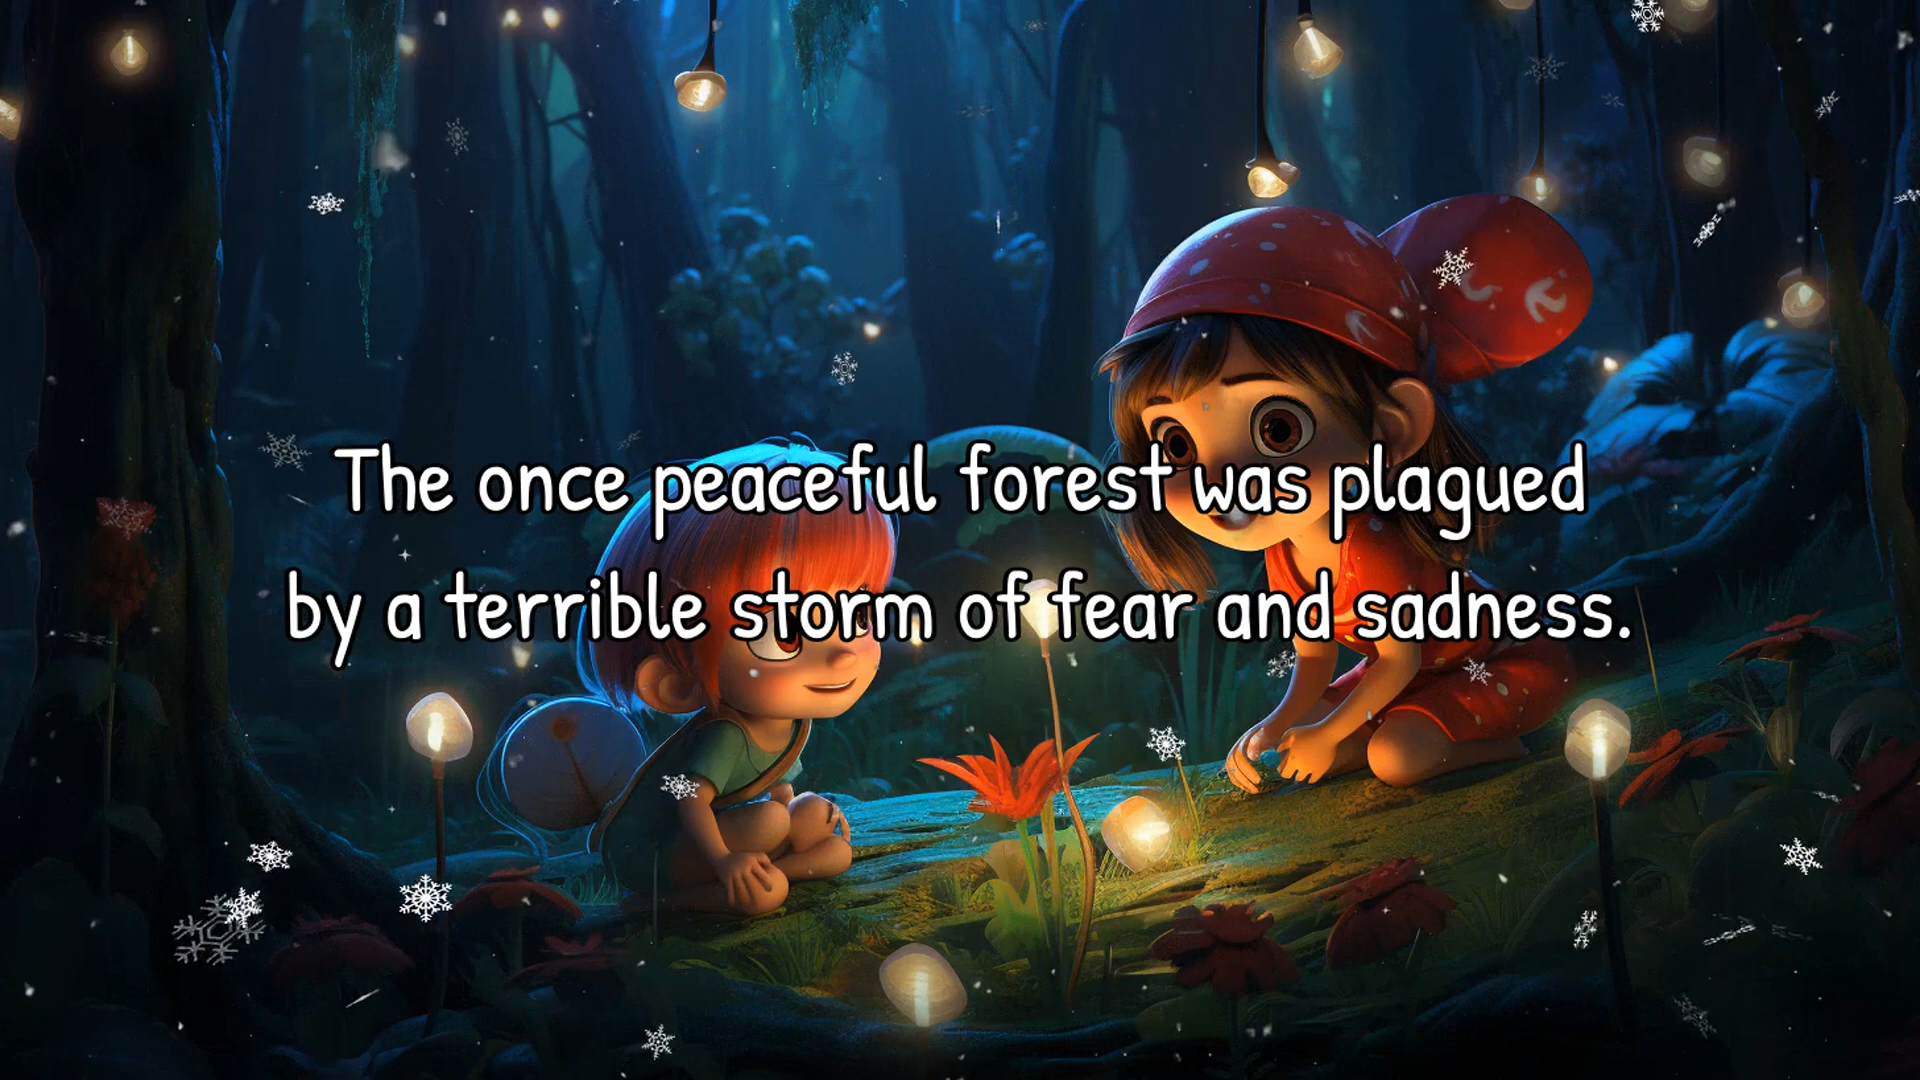 The once peaceful forest was plagued
by a terrible storm of fear and sadness.